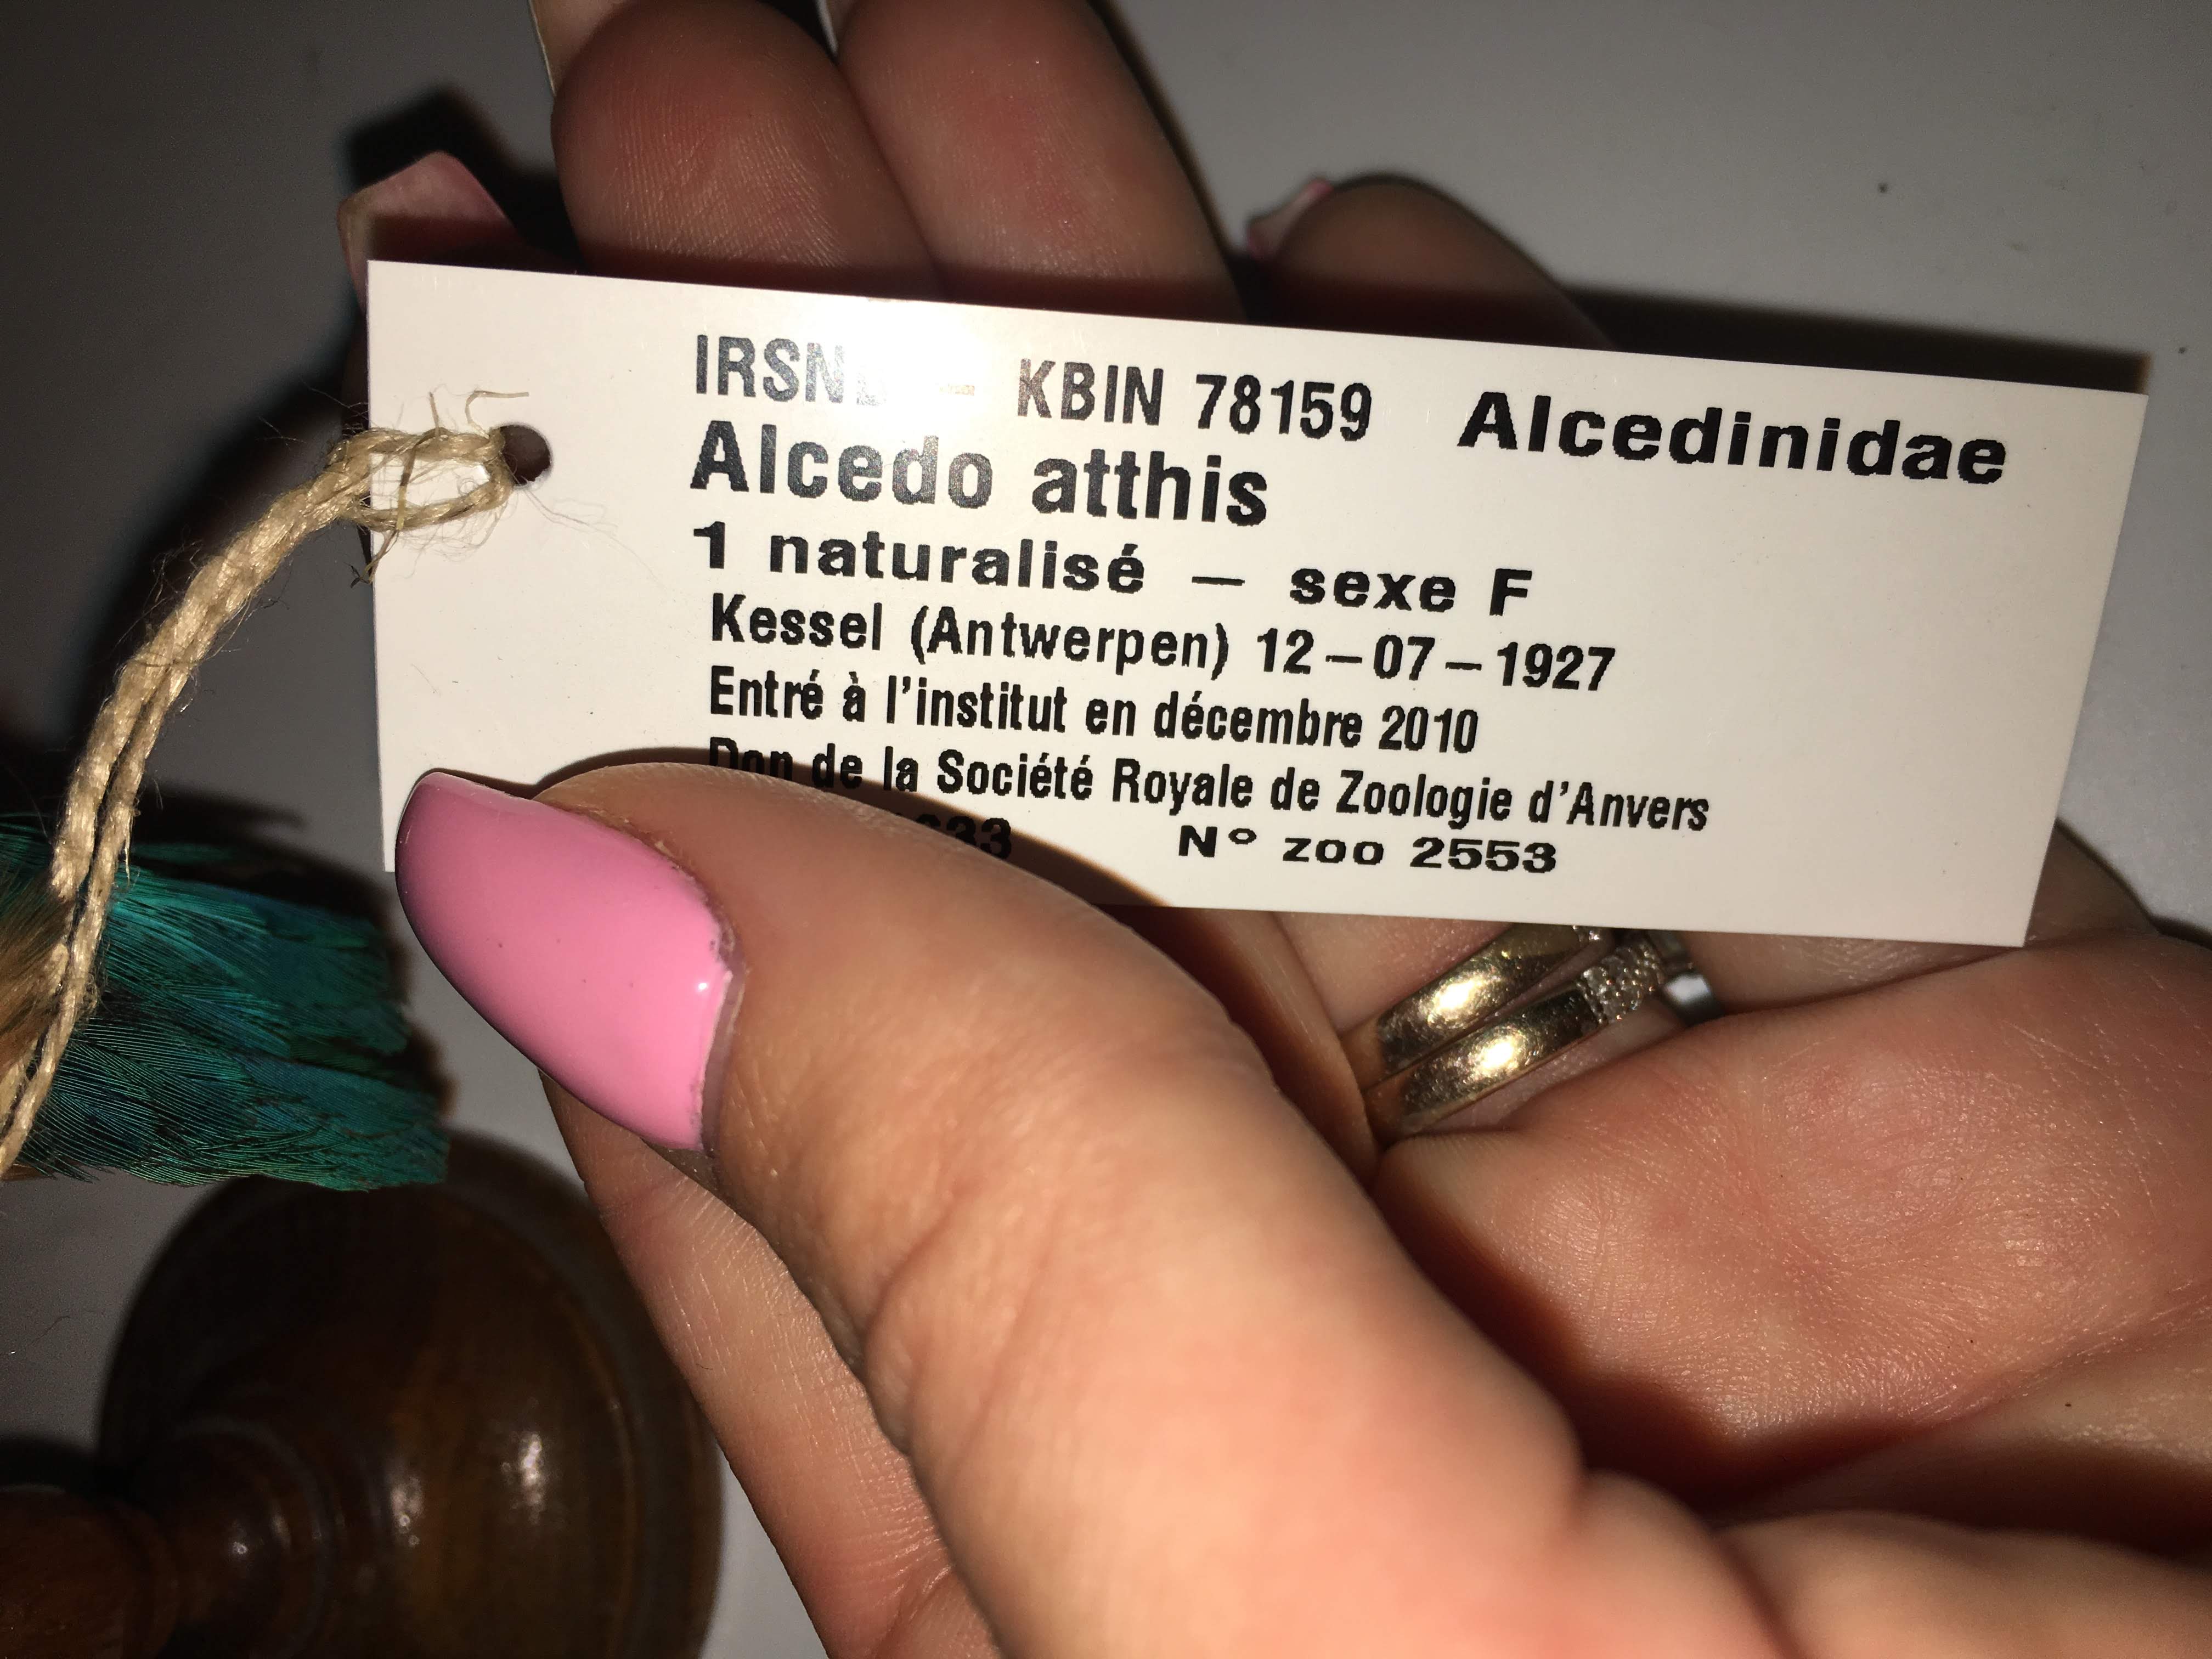 KBIN 78159 Alcedinidae
Alcedo atthis
1 naturalisé – sexe F
Kessel (Antwerpen) 12–07–1927
Entré à l'institut en décembre 2010
Don de la Société Royale de Zoologie d'Anvers
N° zoo 2553